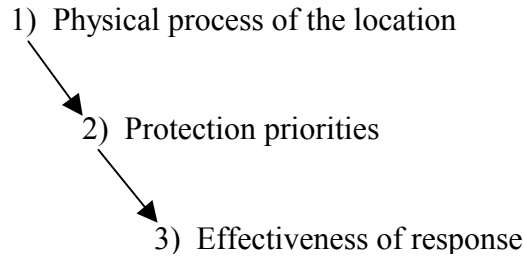 1) Physical process of the location
2) Protection priorities
3) Effectiveness of response